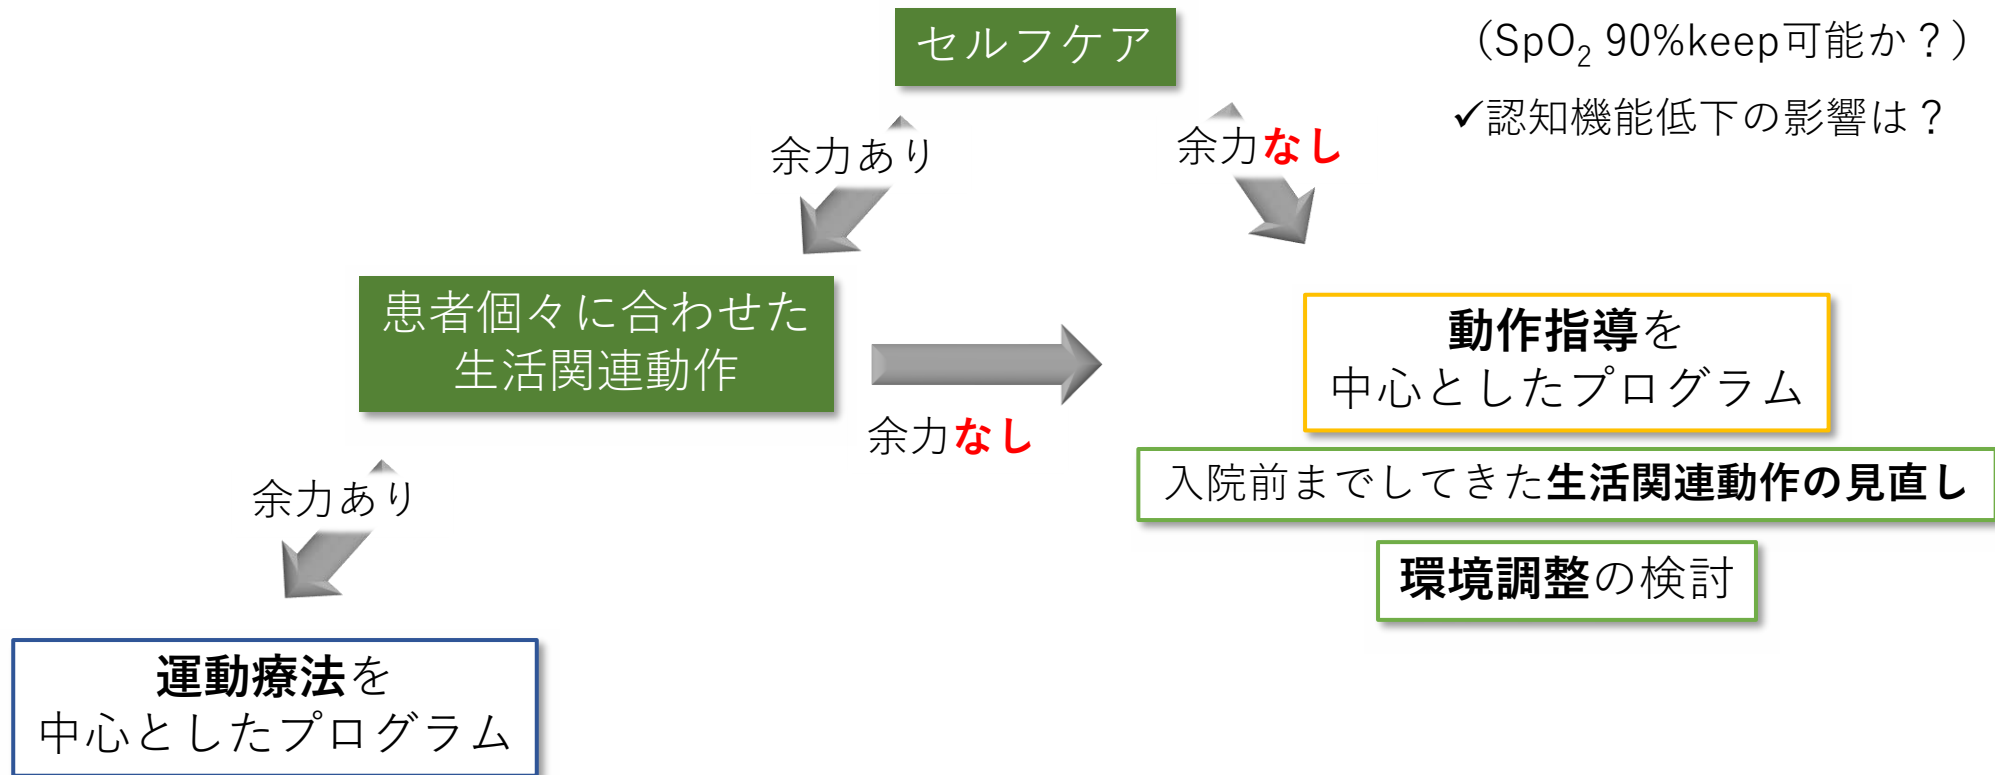 セルフケア
（SpO₂ 90%keep可能か？）
✓認知機能低下の影響は？
余力あり
余力なし
患者個々に合わせた
生活関連動作
余力なし
動作指導を
中心としたプログラム
入院前までしてきた生活関連動作の見直し
環境調整の検討
余力あり
運動療法を
中心としたプログラム